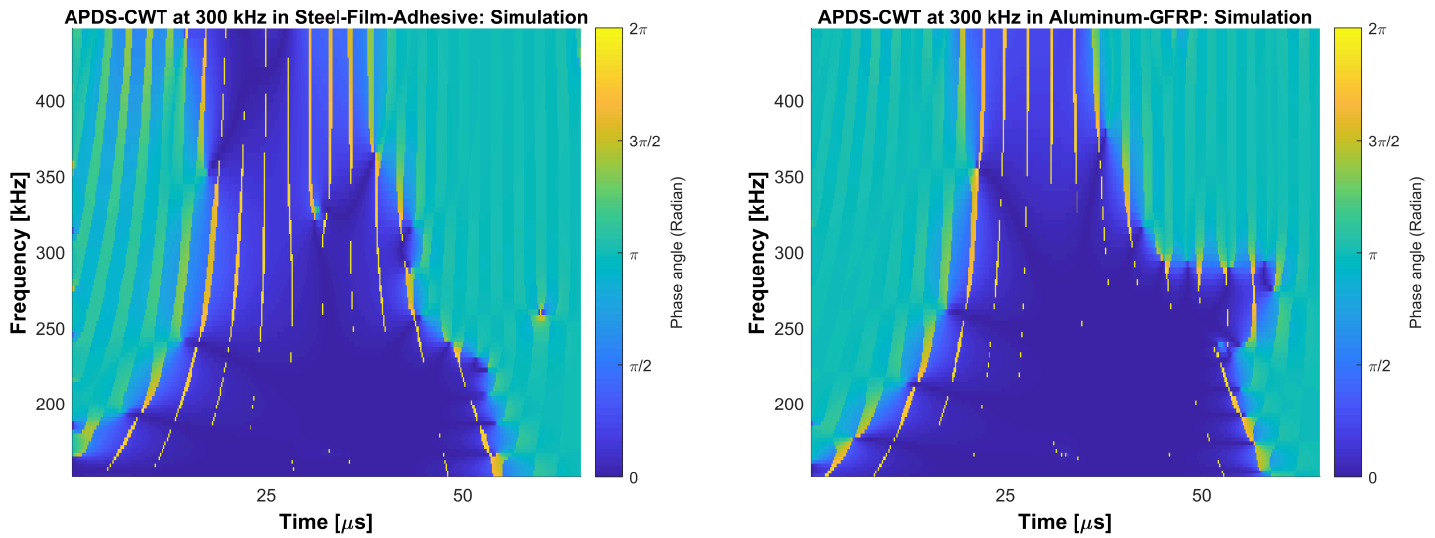 APDS-CWT at 300 kHz in Steel-Film-Adhesive: Simulation
Frequency [kHz]
400
350
300
250
200
25
50
Time [μs]
2π
3π/2
π
π/2
0
Phase angle (Radian)
APDS-CWT at 300 kHz in Aluminum-GFRP: Simulation
Frequency [kHz]
400
350
300
250
200
25
50
Time [μs]
2π
3π/2
π
π/2
0
Phase angle (Radian)